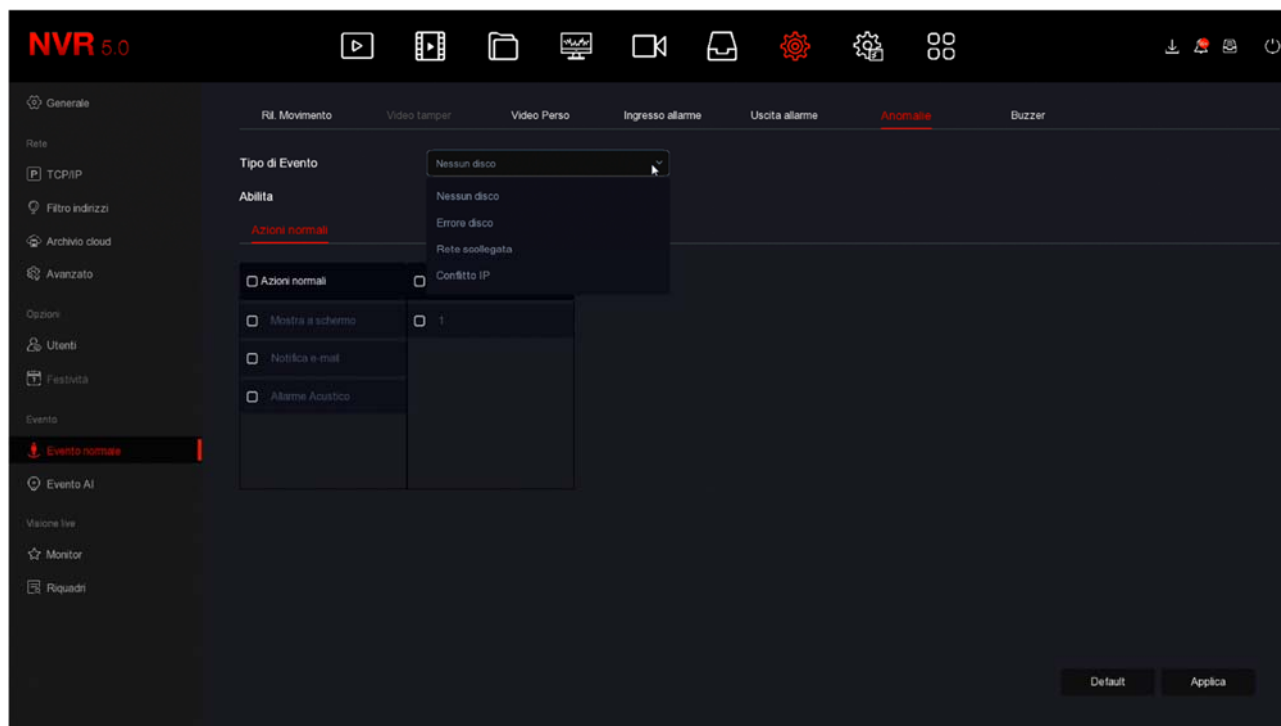 NVR 5.0
Generale
Rete
TCP/IP
Filtro indirizzi
Archivio cloud
Avanzato
Opzioni
Utenti
Festività
Evento
Evento normale
Evento AI
Visione live
Monitor
Riquadri
Ril. Movimento
Video tamper
Video Perso
Ingresso allarme
Uscita allarme
Anomalie
Buzzer
Tipo di Evento
Nessun disco
Abilita
Nessun disco
Errore disco
Rete scollegata
Conflitto IP
Azioni normali
Azioni normali
Mostra a schermo
1
Notifica e-mail
Allarme Acustico
Default
Applica